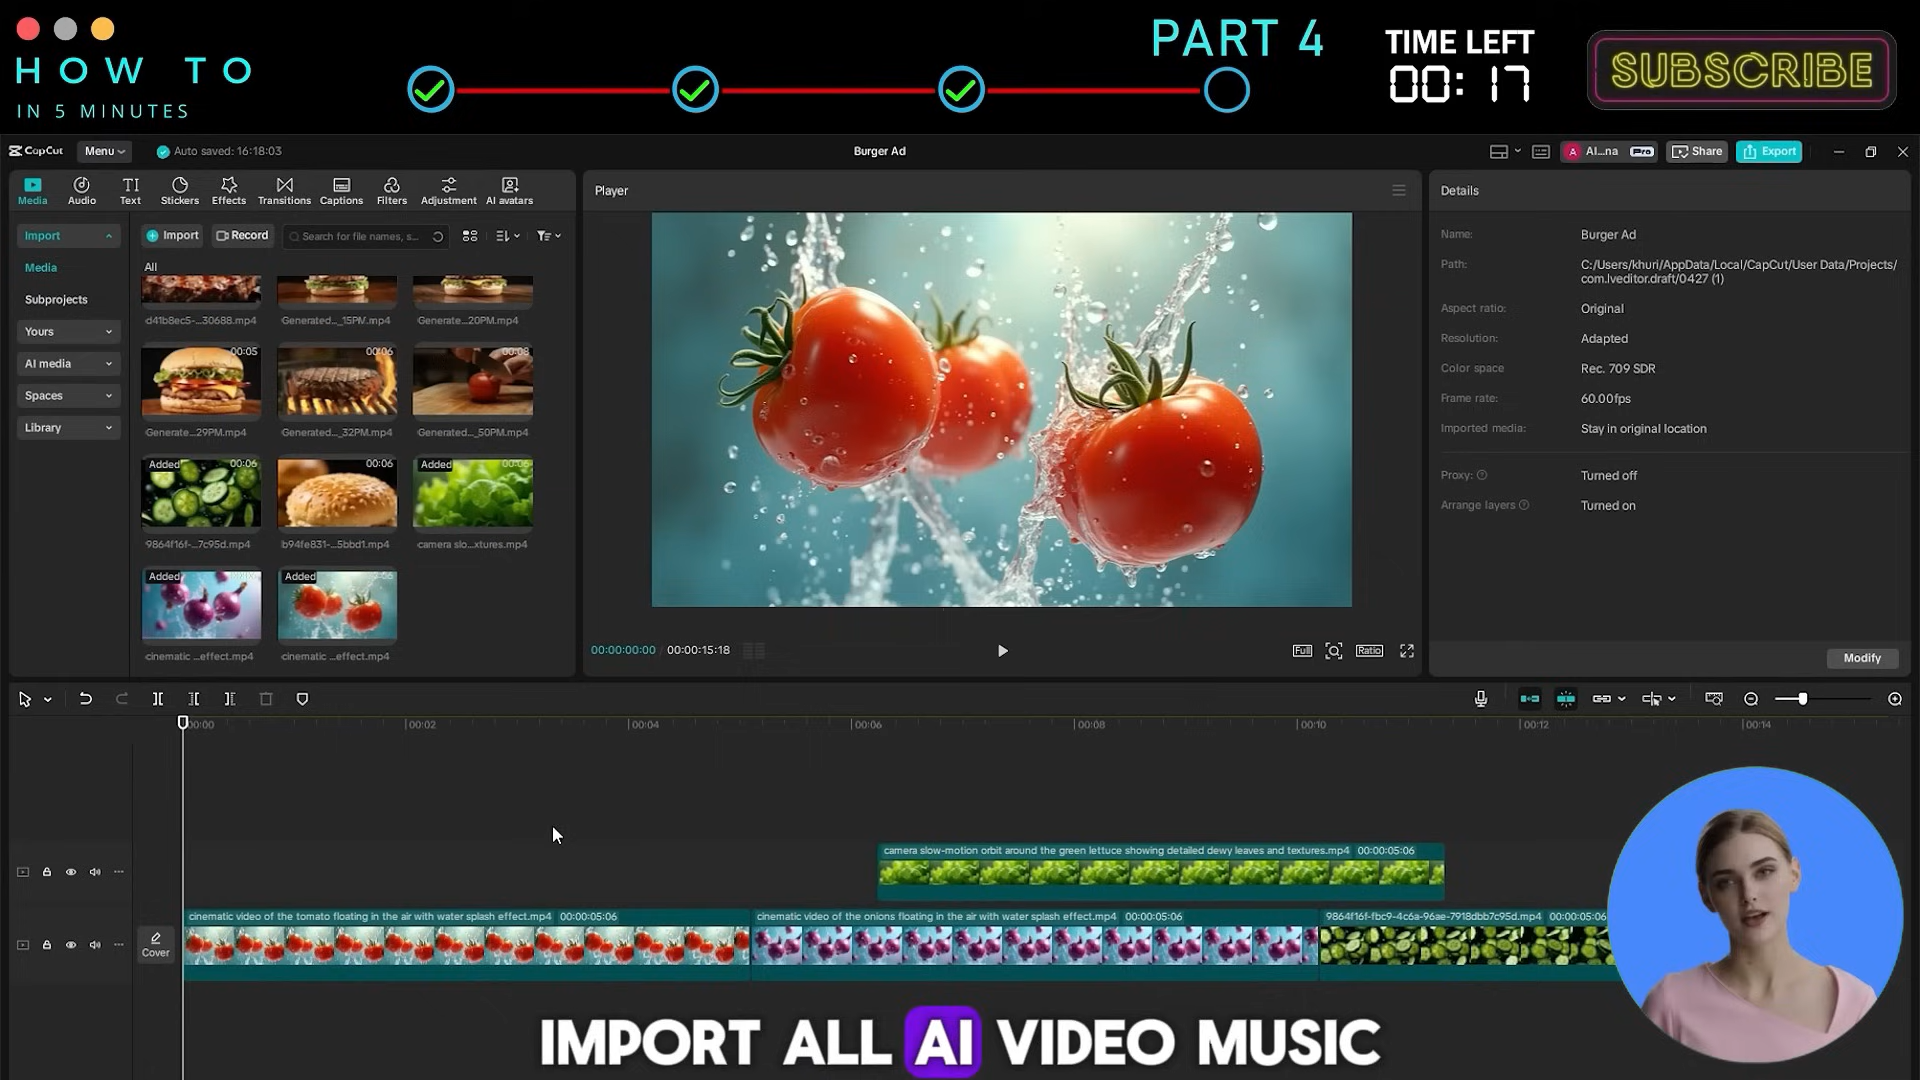 HOW TO
IN 5 MINUTES
PART 4
TIME LEFT
00:17
SUBSCRIBE
CapCut
Menu
Auto saved: 16:18:03
Burger Ad
AI...na
Pro
Share
Export
Media
Audio
TI
Text
Stickers
Effects
Transitions
Captions
Filters
Adjustment
AI avatars
Import
Media
Subprojects
Yours
AI media
Spaces
Library
Import
Record
Search for file names, s...
All
d41b8ec5-...30688.mp4
Generated..._15PM.mp4
Generate...20PM.mp4
00:05
00:06
00:08
Generate...29PM.mp4
Generated..._32PM.mp4
Generated..._50PM.mp4
Added
00:06
00:06
Added
9864f16f-...7c95d.mp4
b94fe831-...5bbd1.mp4
camera slo...xtures.mp4
Added
Added
cinematic ...effect.mp4
cinematic ...effect.mp4
Player
00:00:00:00
00:00:15:18
Full
Ratio
Details
Name:
Burger Ad
Path:
C:/Users/khuri/AppData/Local/CapCut/User Data/Projects/
com.lveditor.draft/0427 (1)
Aspect ratio:
Original
Resolution:
Adapted
Color space
Rec. 709 SDR
Frame rate:
60.00fps
Imported media:
Stay in original location
Proxy:
Turned off
Arrange layers
Turned on
Modify
00:00
00:02
00:04
00:06
00:08
00:10
00:12
00:14
camera slow-motion orbit around the green lettuce showing detailed dewy leaves and textures.mp4 00:00:05:06
Cover
cinematic video of the tomato floating in the air with water splash effect.mp4 00:00:05:06
cinematic video of the onions floating in the air with water splash effect.mp4 00:00:05:06
9864f16f-fbc9-4c6a-96ae-7918dbb7c95d.mp4 00:00:05:06
IMPORT ALL AI VIDEO MUSIC